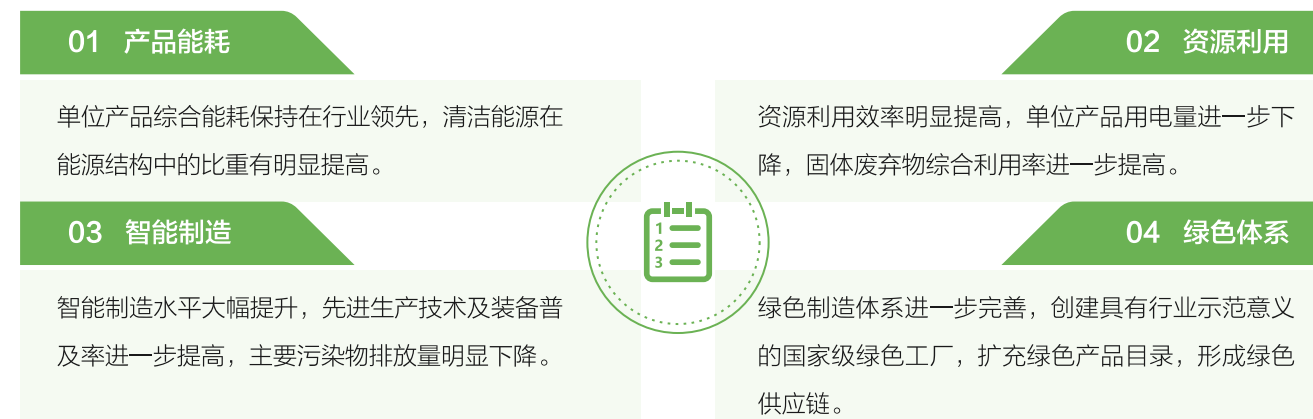 01 产品能耗
单位产品综合能耗保持在行业领先，清洁能源在
能源结构中的比重有明显提高。
02 资源利用
资源利用效率明显提高，单位产品用电量进一步下
降，固体废弃物综合利用率进一步提高。
03 智能制造
智能制造水平大幅提升，先进生产技术及装备普
及率进一步提高，主要污染物排放量明显下降。
04 绿色体系
绿色制造体系进一步完善，创建具有行业示范意义
的国家级绿色工厂，扩充绿色产品目录，形成绿色
供应链。
1
2
3